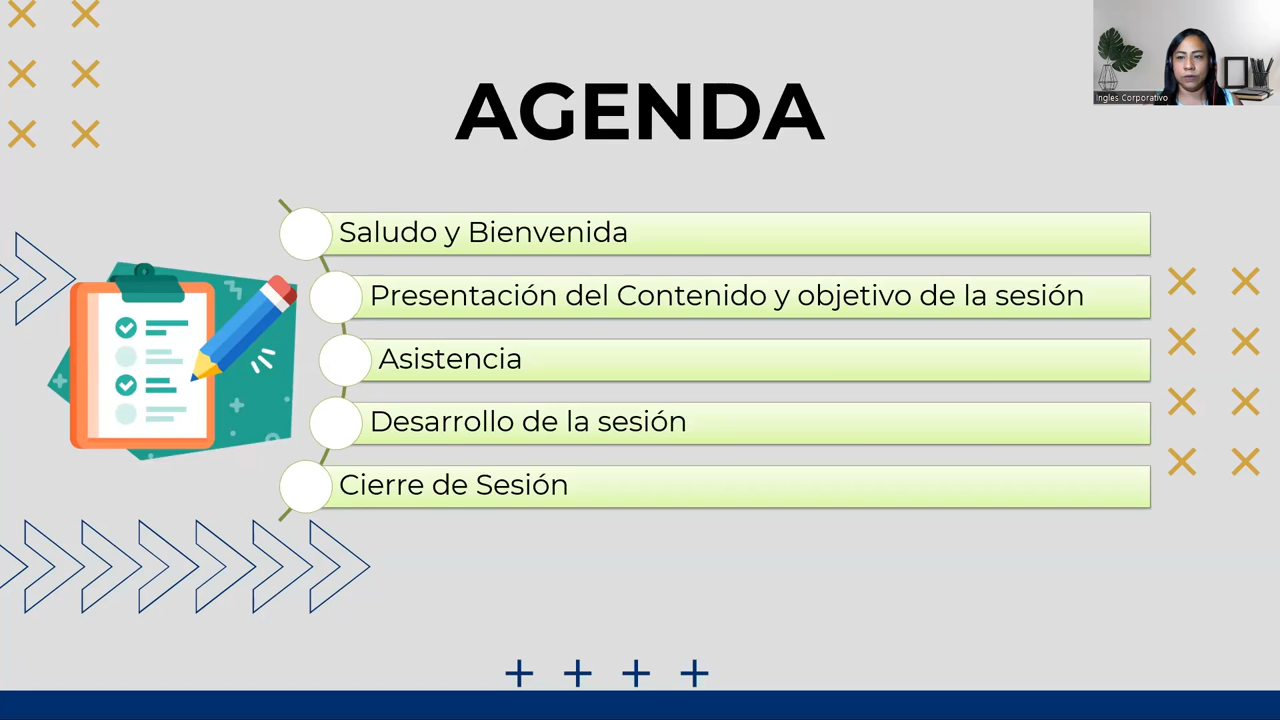 AGENDA
Ingles Corporativo
Saludo y Bienvenida
Presentación del Contenido y objetivo de la sesión
Asistencia
Desarrollo de la sesión
Cierre de Sesión